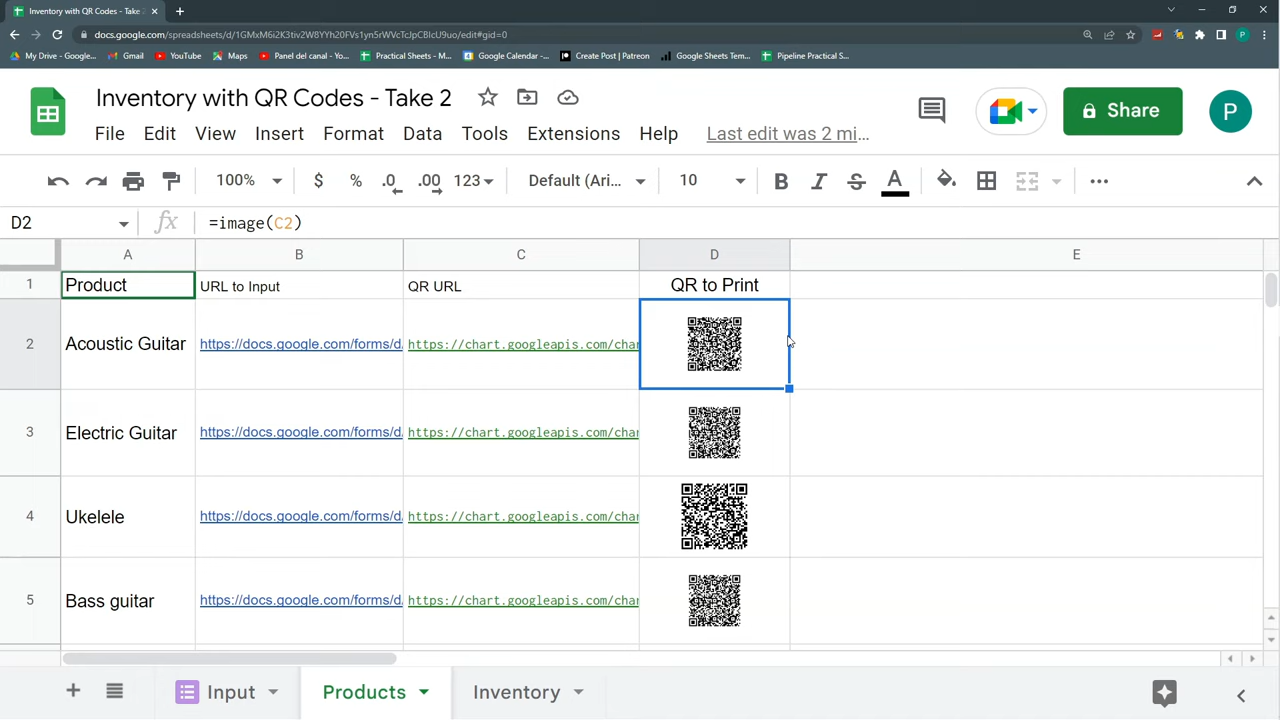 Inventory with QR Codes - Take 2
docs.google.com/spreadsheets/d/1GMxM6i2K3tiv2W8YYh20FVs1yn5rWVcTcJpCBIcU9uo/edit#gid=0
My Drive - Google...
Gmail
YouTube
Maps
Panel del canal - Yo...
Practical Sheets - M...
Google Calendar -...
Create Post | Patreon
Google Sheets Tem...
Pipeline Practical S...
Inventory with QR Codes - Take 2
Share
P
File Edit View Insert Format Data Tools Extensions Help Last edit was 2 mi...
100% $ % .0 .00 123 Default (Ari... 10 B I S A ...
D2 fx =image(C2)
A B C D E
1 Product URL to Input QR URL QR to Print
2 Acoustic Guitar https://docs.google.com/forms/d/ https://chart.googleapis.com/char
3 Electric Guitar https://docs.google.com/forms/d/ https://chart.googleapis.com/char
4 Ukelele https://docs.google.com/forms/d/ https://chart.googleapis.com/char
5 Bass guitar https://docs.google.com/forms/d/ https://chart.googleapis.com/char
+ Input Products Inventory